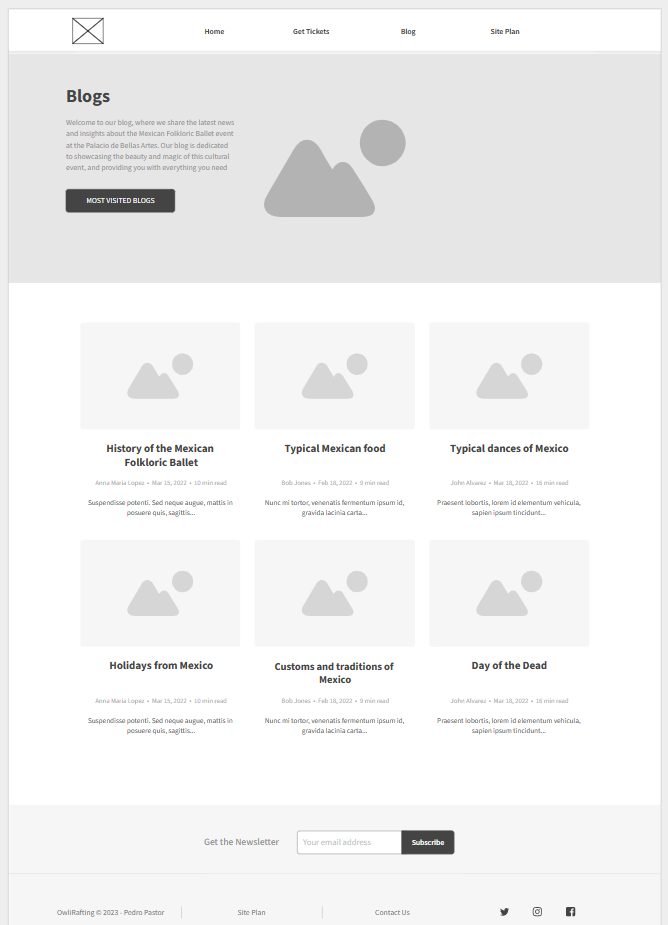 Home Get Tickets Blog Site Plan
Blogs
Welcome to our blog, where we share the latest news
and insights about the Mexican Folkloric Ballet event
at the Palacio de Bellas Artes. Our blog is dedicated
to showcasing the beauty and magic of this cultural
event, and providing you with everything you need
MOST VISITED BLOGS
History of the Mexican
Folkloric Ballet
Anna Maria Lopez • Mar 15, 2022 • 10 min read
Suspendisse potenti. Sed neque augue, mattis in
posuere quis, sagittis...
Typical Mexican food
Bob Jones • Feb 18, 2022 • 9 min read
Nunc mi tortor, venenatis fermentum ipsum id,
gravida lacinia carta...
Typical dances of Mexico
John Alvarez • Mar 18, 2022 • 16 min read
Praesent lobortis, lorem id elementum vehicula,
sapien ipsum tincidunt...
Holidays from Mexico
Anna Maria Lopez • Mar 15, 2022 • 10 min read
Suspendisse potenti. Sed neque augue, mattis in
posuere quis, sagittis...
Customs and traditions of
Mexico
Bob Jones • Feb 18, 2022 • 9 min read
Nunc mi tortor, venenatis fermentum ipsum id,
gravida lacinia carta...
Day of the Dead
John Alvarez • Mar 18, 2022 • 16 min read
Praesent lobortis, lorem id elementum vehicula,
sapien ipsum tincidunt...
Get the Newsletter Your email address Subscribe
OwliRafting © 2023 - Pedro Pastor Site Plan Contact Us